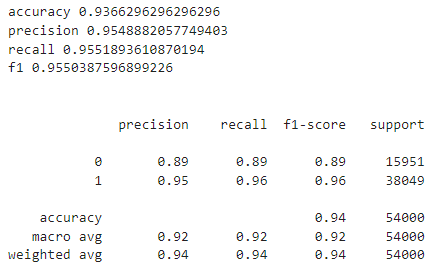 accuracy 0.9366296296296296
precision 0.9548882057749403
recall 0.9551893610870194
f1 0.9550387596899226
precision recall f1-score support
0 0.89 0.89 0.89 15951
1 0.95 0.96 0.96 38049
accuracy 0.94 54000
macro avg 0.92 0.92 0.92 54000
weighted avg 0.94 0.94 0.94 54000